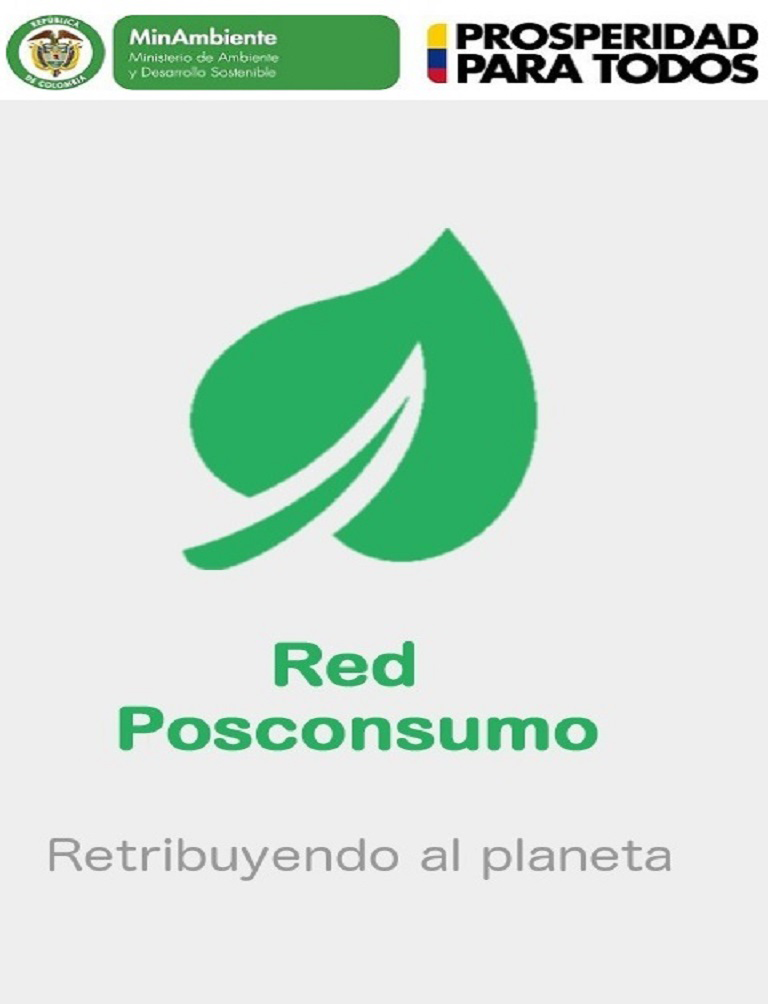 REPÚBLICA
DE COLOMBIA
MinAmbiente
Ministerio de Ambiente
y Desarrollo Sostenible
PROSPERIDAD
PARA TODOS
Red
Posconsumo
Retribuyendo al planeta